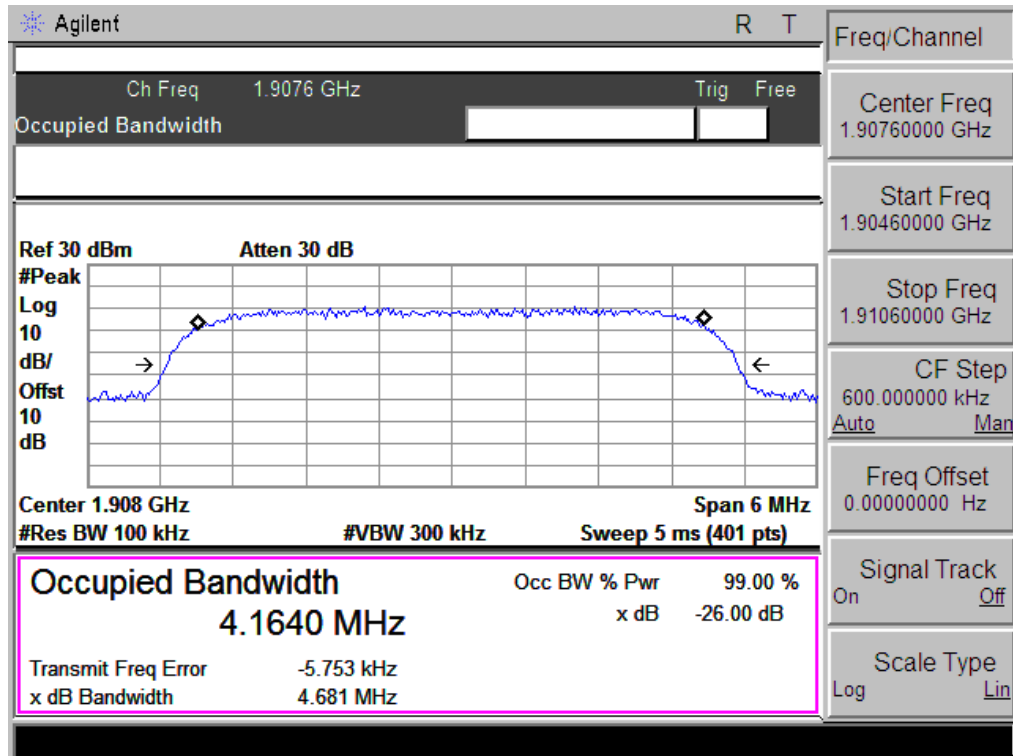 Agilent R T
Freq/Channel
Ch Freq 1.9076 GHz Trig Free
Occupied Bandwidth
Center Freq
1.90760000 GHz
Start Freq
1.90460000 GHz
Stop Freq
1.91060000 GHz
CF Step
600.000000 kHz
Auto Man
Freq Offset
0.00000000 Hz
Signal Track
On Off
Scale Type
Log Lin
Ref 30 dBm Atten 30 dB
#Peak
Log
10
dB/
Offst
10
dB
Center 1.908 GHz Span 6 MHz
#Res BW 100 kHz #VBW 300 kHz Sweep 5 ms (401 pts)
Occupied Bandwidth Occ BW % Pwr 99.00 %
4.1640 MHz x dB -26.00 dB
Transmit Freq Error -5.753 kHz
x dB Bandwidth 4.681 MHz